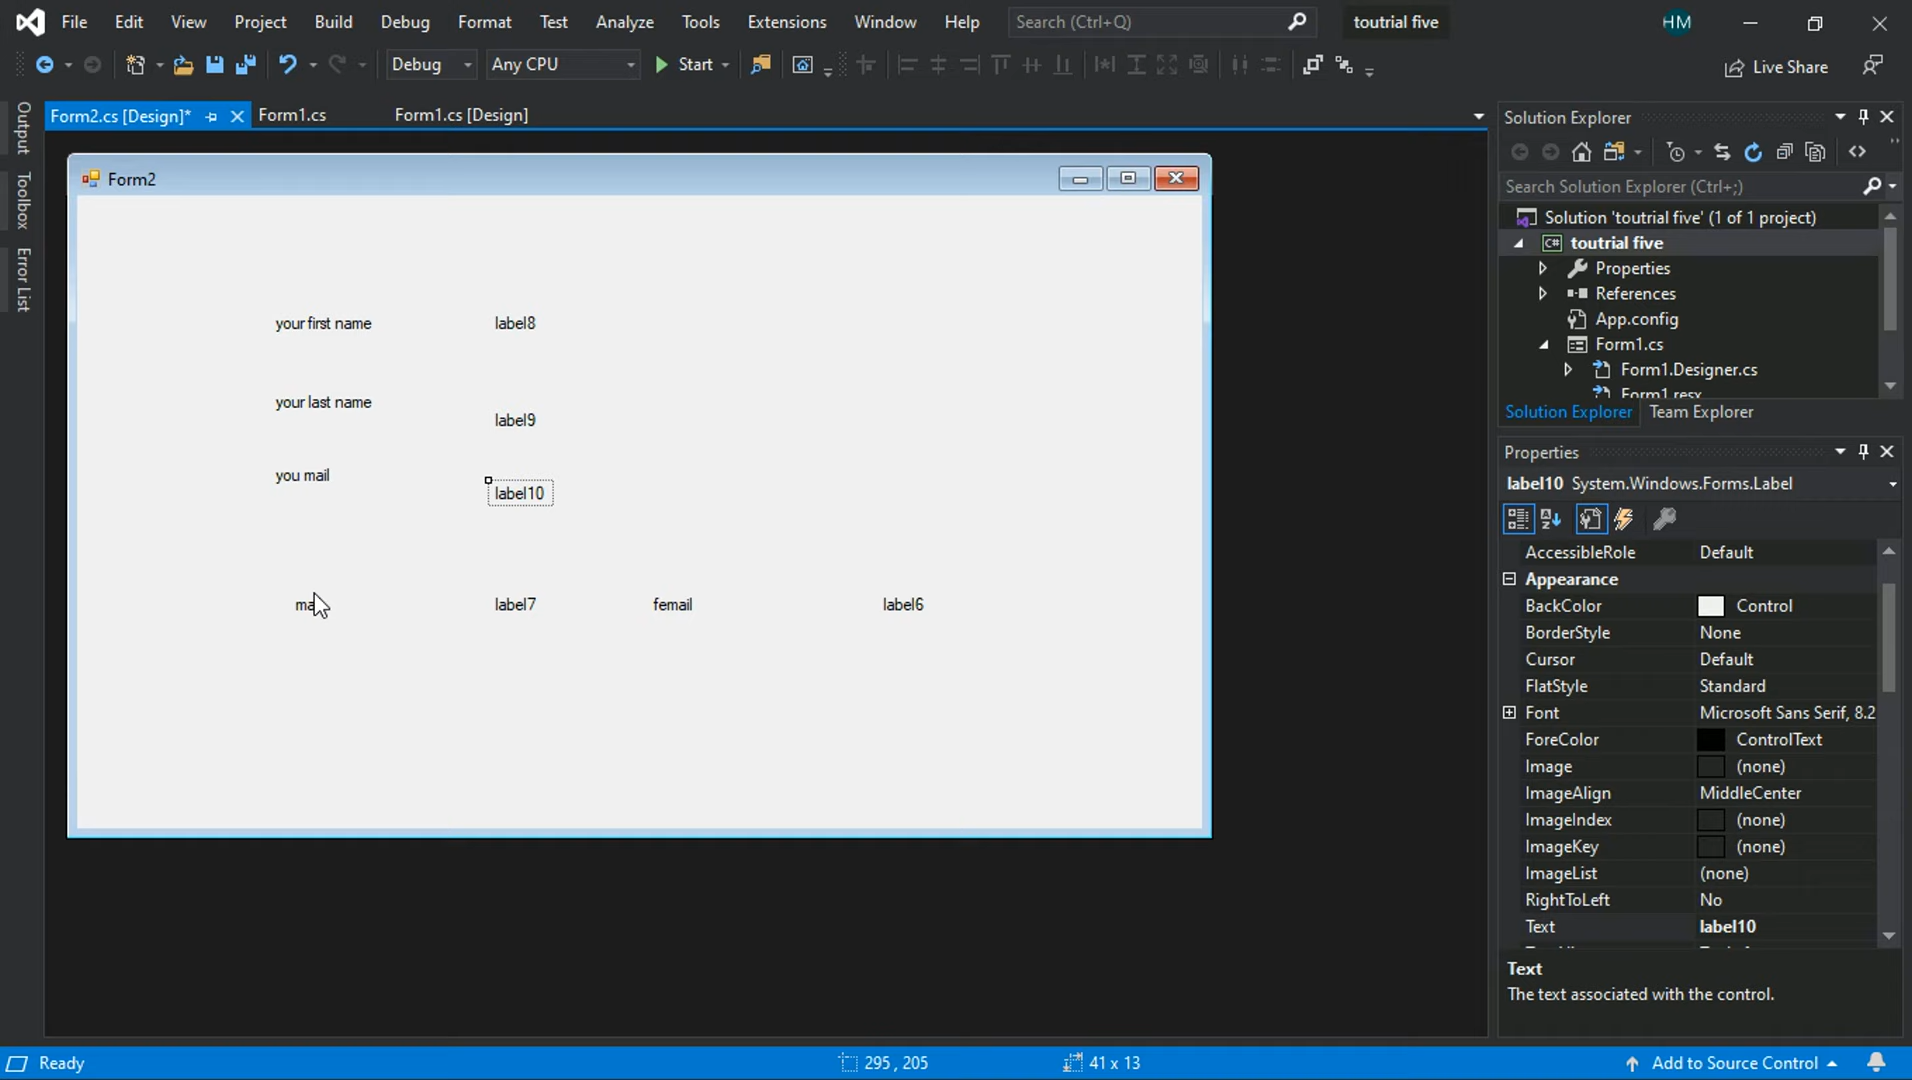 File Edit View Project Build Debug Format Test Analyze Tools Extensions Window Help Search (Ctrl+Q) toutrial five HM
Debug Any CPU Start Live Share
Form2.cs [Design]* Form1.cs Form1.cs [Design]
Output
Toolbox
Error List
Form2
your first name label8
your last name label9
you mail label10
label7 femail label6
Solution Explorer
Search Solution Explorer (Ctrl+;)
Solution 'toutrial five' (1 of 1 project)
C# toutrial five
Properties
References
App.config
Form1.cs
Form1.Designer.cs
Form1.resx
Solution Explorer Team Explorer
Properties
label10 System.Windows.Forms.Label
AccessibleRole Default
Appearance
BackColor Control
BorderStyle None
Cursor Default
FlatStyle Standard
Font Microsoft Sans Serif, 8.2
ForeColor ControlText
Image (none)
ImageAlign MiddleCenter
ImageIndex (none)
ImageKey (none)
ImageList (none)
RightToLeft No
Text label10
Text
The text associated with the control.
Ready 295 , 205 41 x 13 Add to Source Control